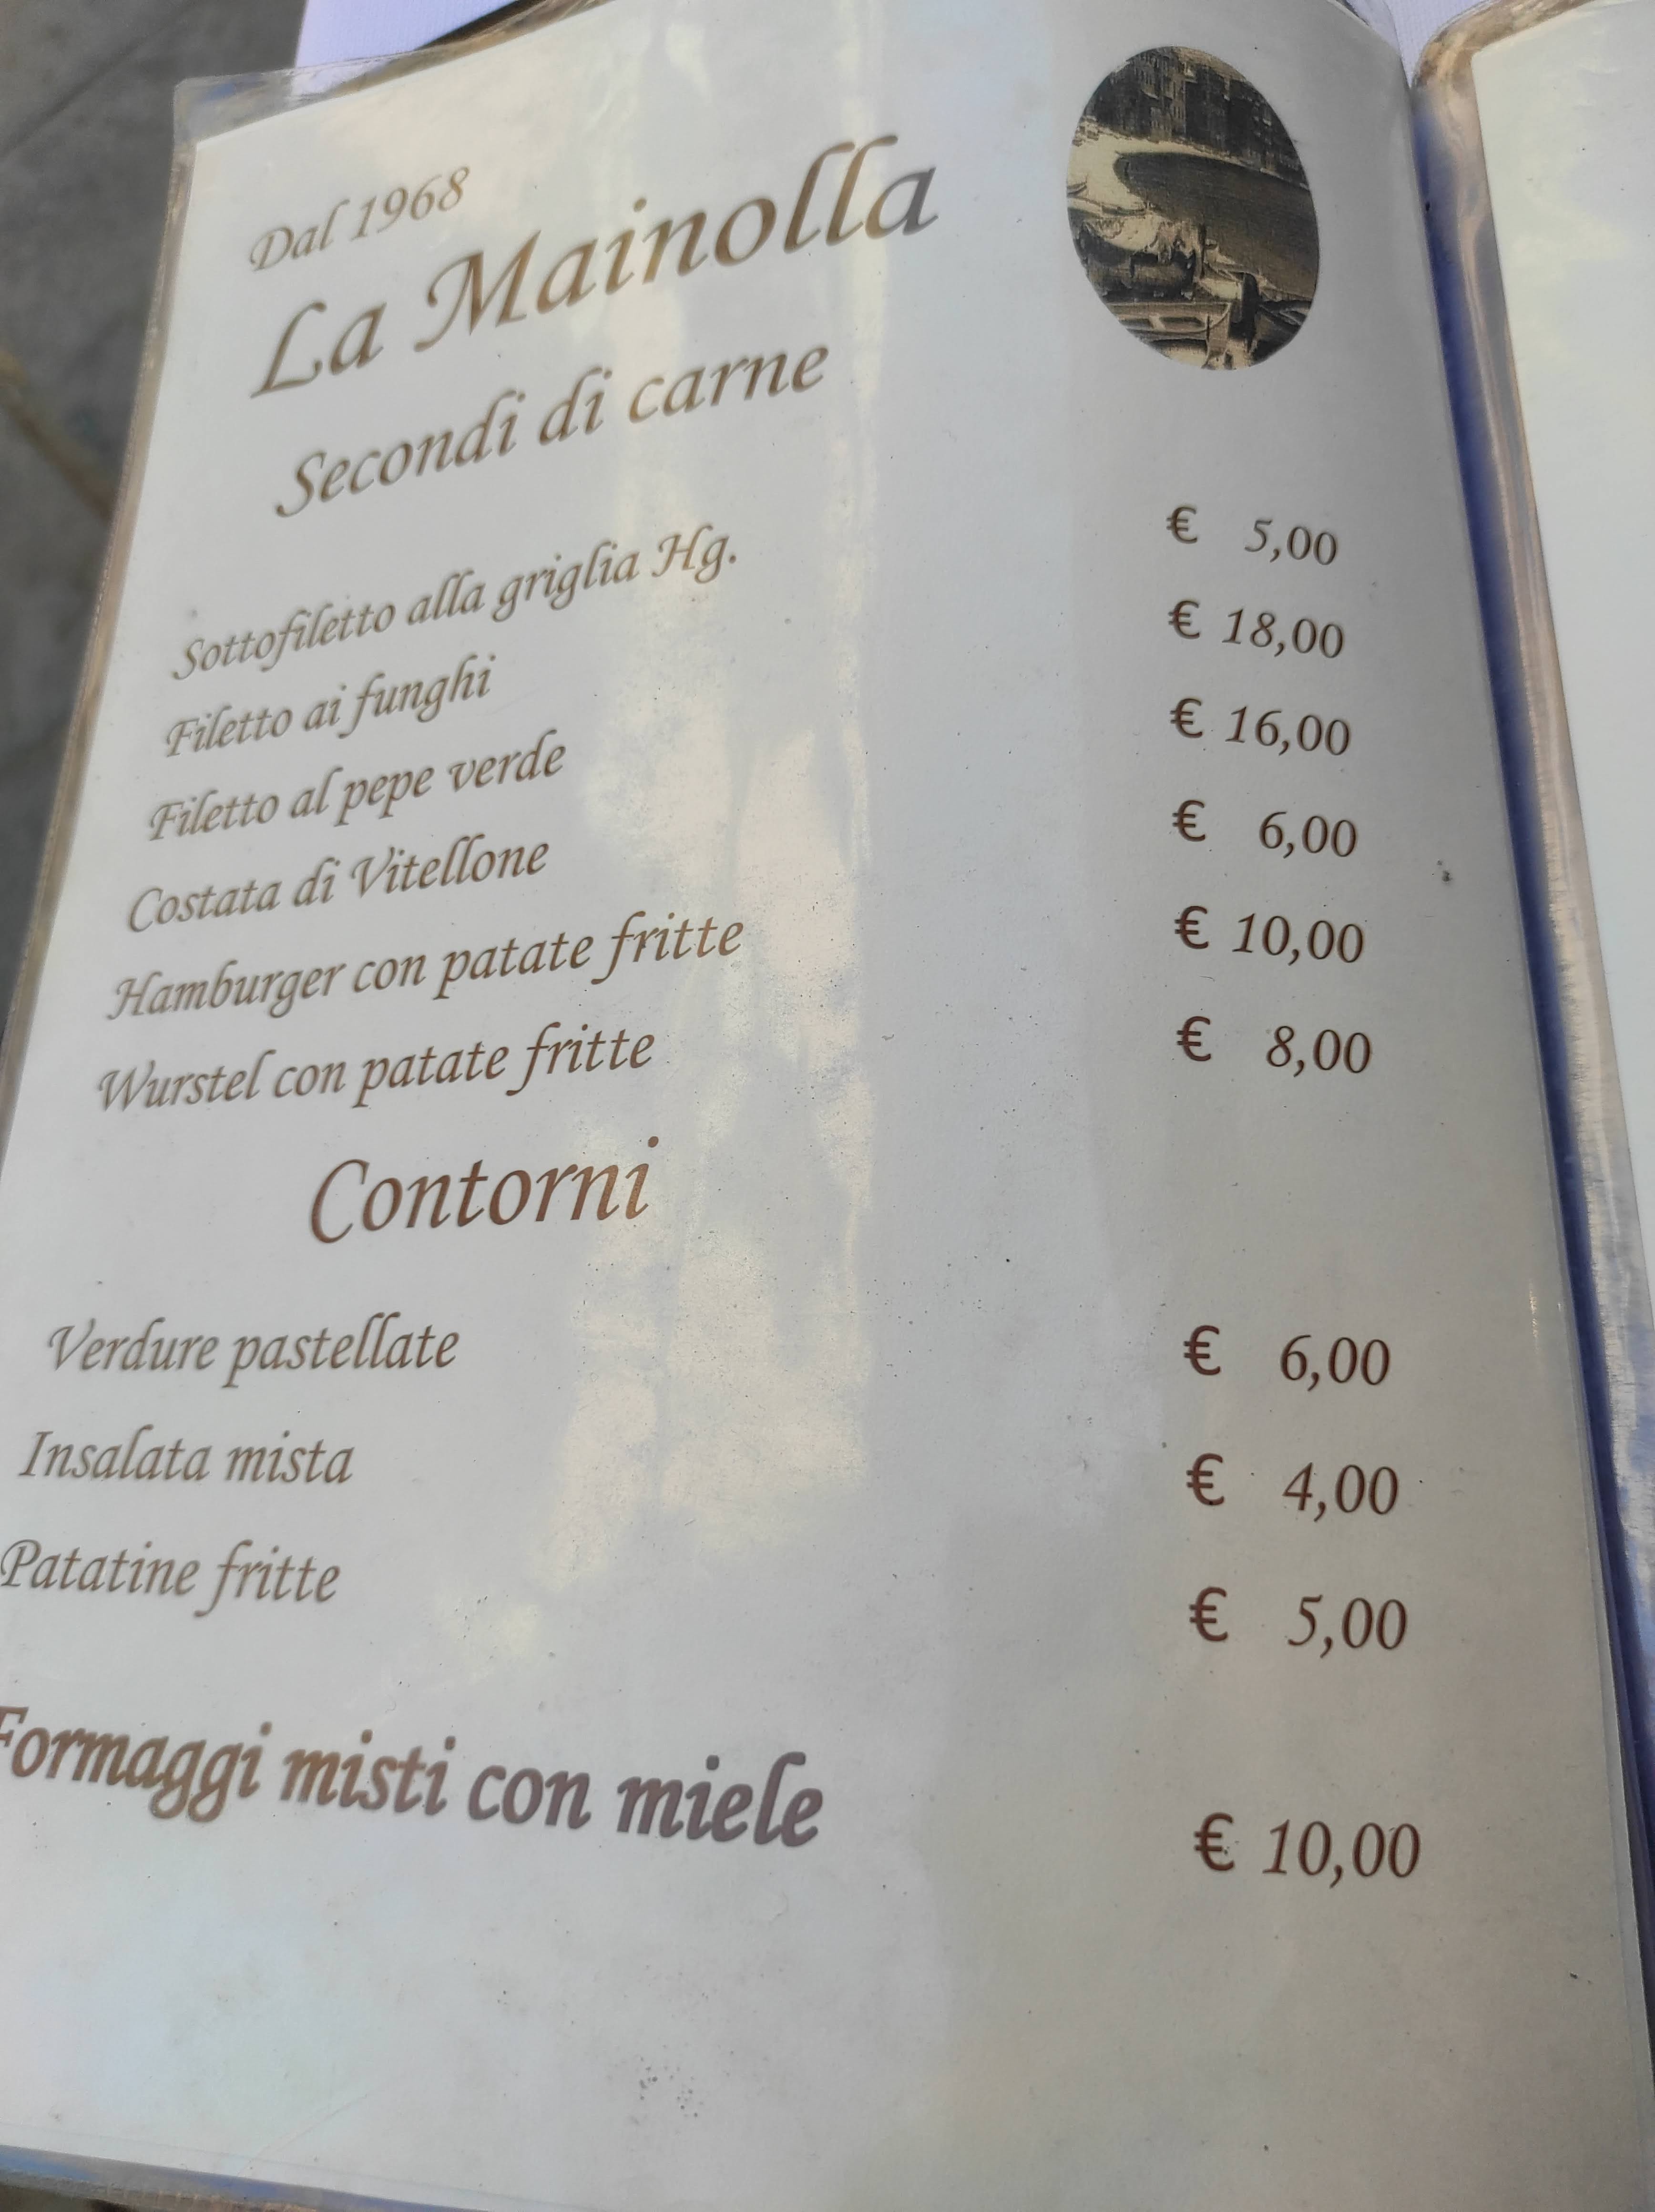 Dal 1968
La Mainolla
Secondi di carne
Sottofiletto alla griglia Hg. € 5,00
Filetto ai funghi € 18,00
Filetto al pepe verde € 16,00
Costata di Vitellone € 6,00
Hamburger con patate fritte € 10,00
Wurstel con patate fritte € 8,00
Contorni
Verdure pastellate € 6,00
Insalata mista € 4,00
Patatine fritte € 5,00
Formaggi misti con miele € 10,00